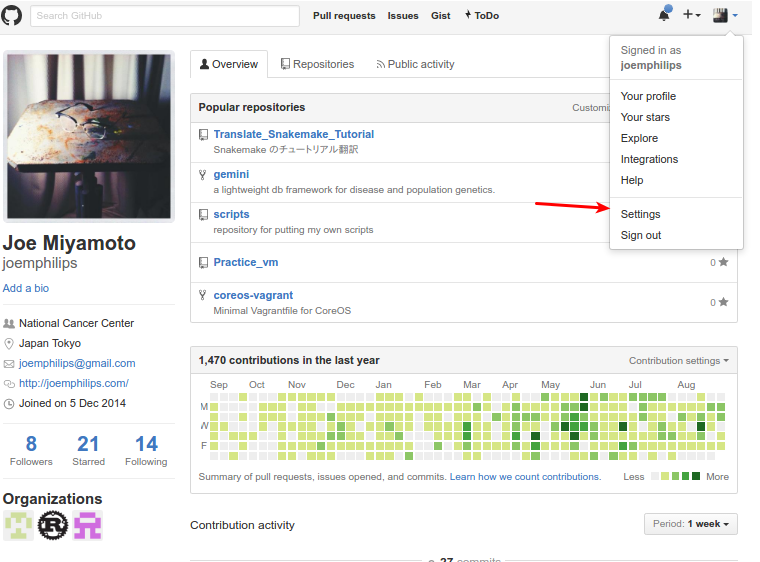 Search GitHub
Pull requests Issues Gist ToDo
Signed in as
joemphilips
Your profile
Your stars
Explore
Integrations
Help
Settings
Sign out
Joe Miyamoto
joemphilips
Add a bio
National Cancer Center
Japan Tokyo
joemphilips@gmail.com
http://joemphilips.com/
Joined on 5 Dec 2014
8 21 14
Followers Starred Following
Organizations
Overview Repositories Public activity
Popular repositories
Translate_Snakemake_Tutorial
Snakemake のチュートリアル翻訳
gemini
a lightweight db framework for disease and population genetics.
scripts
repository for putting my own scripts
Practice_vm 0
coreos-vagrant 0
Minimal Vagrantfile for CoreOS
1,470 contributions in the last year Contribution settings
Sep Oct Nov Dec Jan Feb Mar Apr May Jun Jul Aug
M
W
F
Summary of pull requests, issues opened, and commits. Learn how we count contributions. Less More
Contribution activity Period: 1 week
27 commits